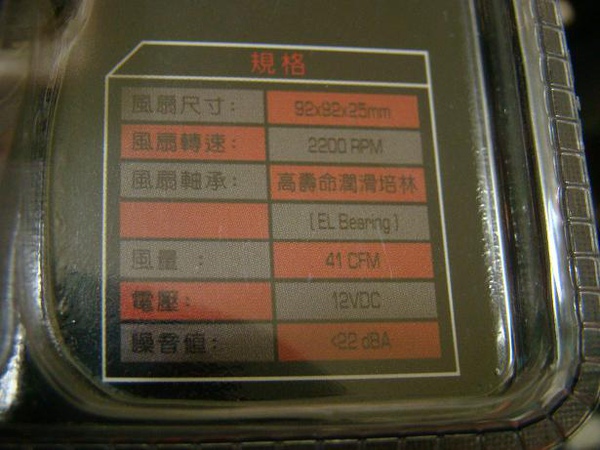 規格
風扇尺寸: 92x92x25mm
風扇轉速: 2200 RPM
風扇軸承: 高壽命潤滑培林
(EL Bearing)
風量 : 41 CFM
電壓: 12VDC
噪音值: <22 dBA